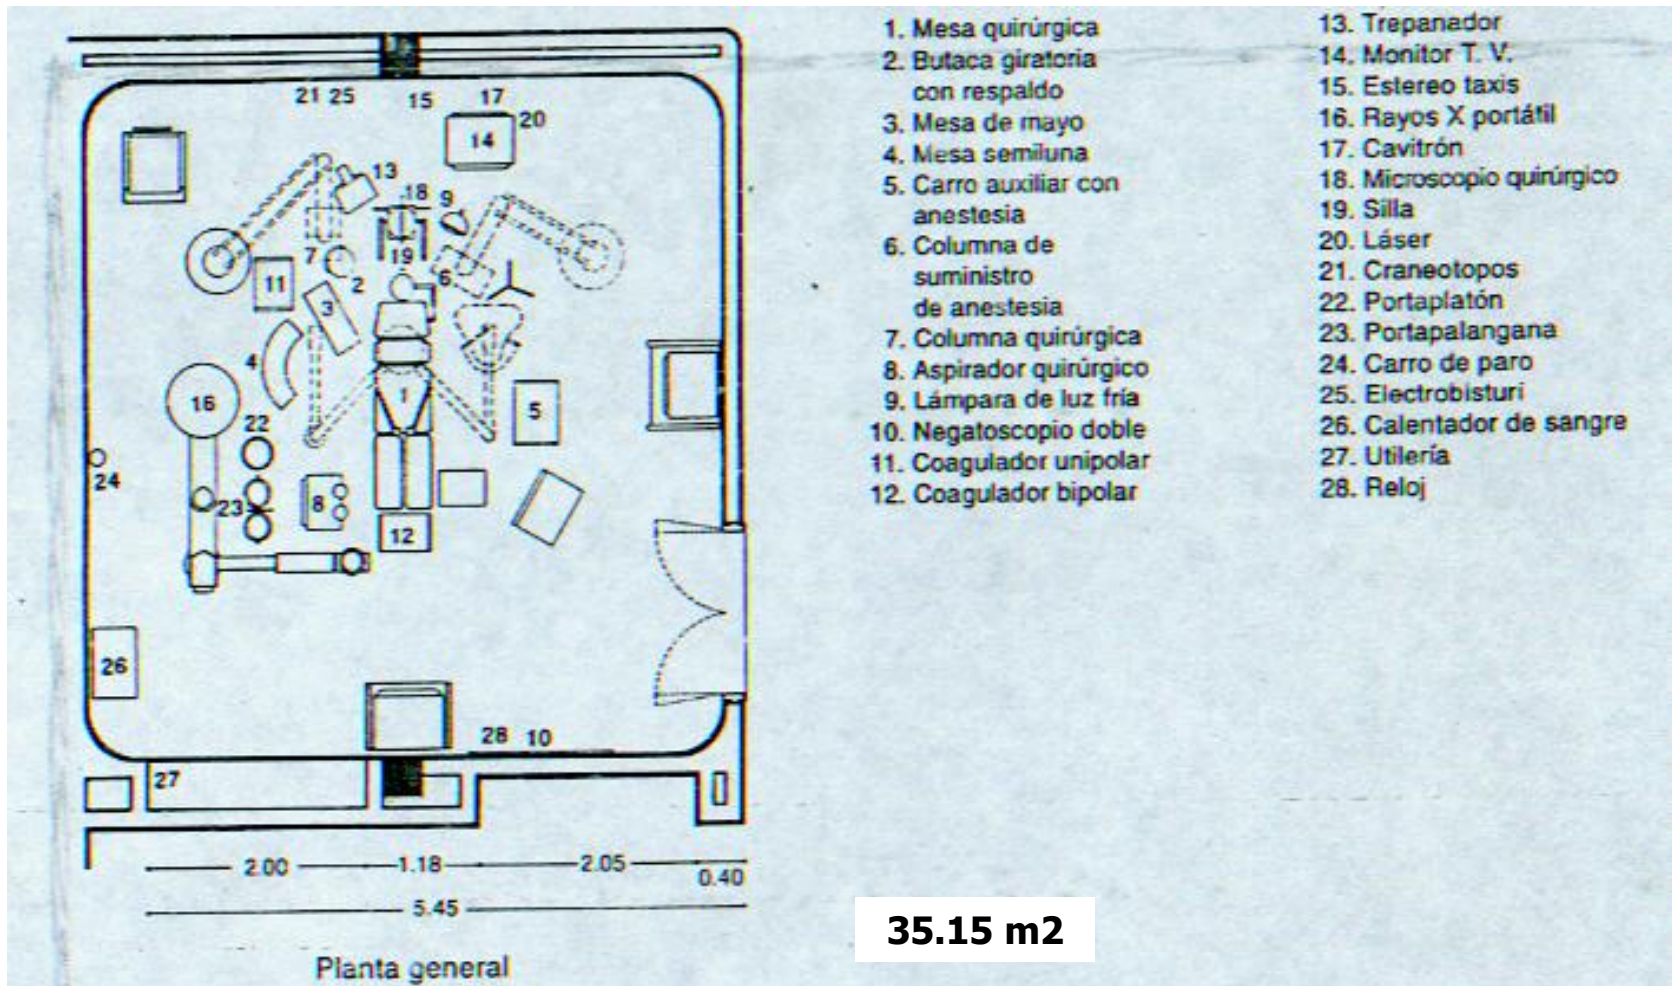 21 25
15
17
20
14
13
18
9
7
19
6
11
2
3
4
1
16
5
22
24
23
8
12
26
28 10
27
2.00
1.18
2.05
0.40
5.45
Planta general
1. Mesa quirúrgica
2. Butaca giratoria
con respaldo
3. Mesa de mayo
4. Mesa semiluna
5. Carro auxiliar con
anestesia
6. Columna de
suministro
de anestesia
7. Columna quirúrgica
8. Aspirador quirúrgico
9. Lámpara de luz fría
10. Negatoscopio doble
11. Coagulador unipolar
12. Coagulador bipolar
13. Trepanador
14. Monitor T. V.
15. Estereo taxis
16. Rayos X portátil
17. Cavitrón
18. Microscopio quirúrgico
19. Silla
20. Láser
21. Craneotopos
22. Portaplatón
23. Portapalangana
24. Carro de paro
25. Electrobisturí
26. Calentador de sangre
27. Utilería
28. Reloj
35.15 m2